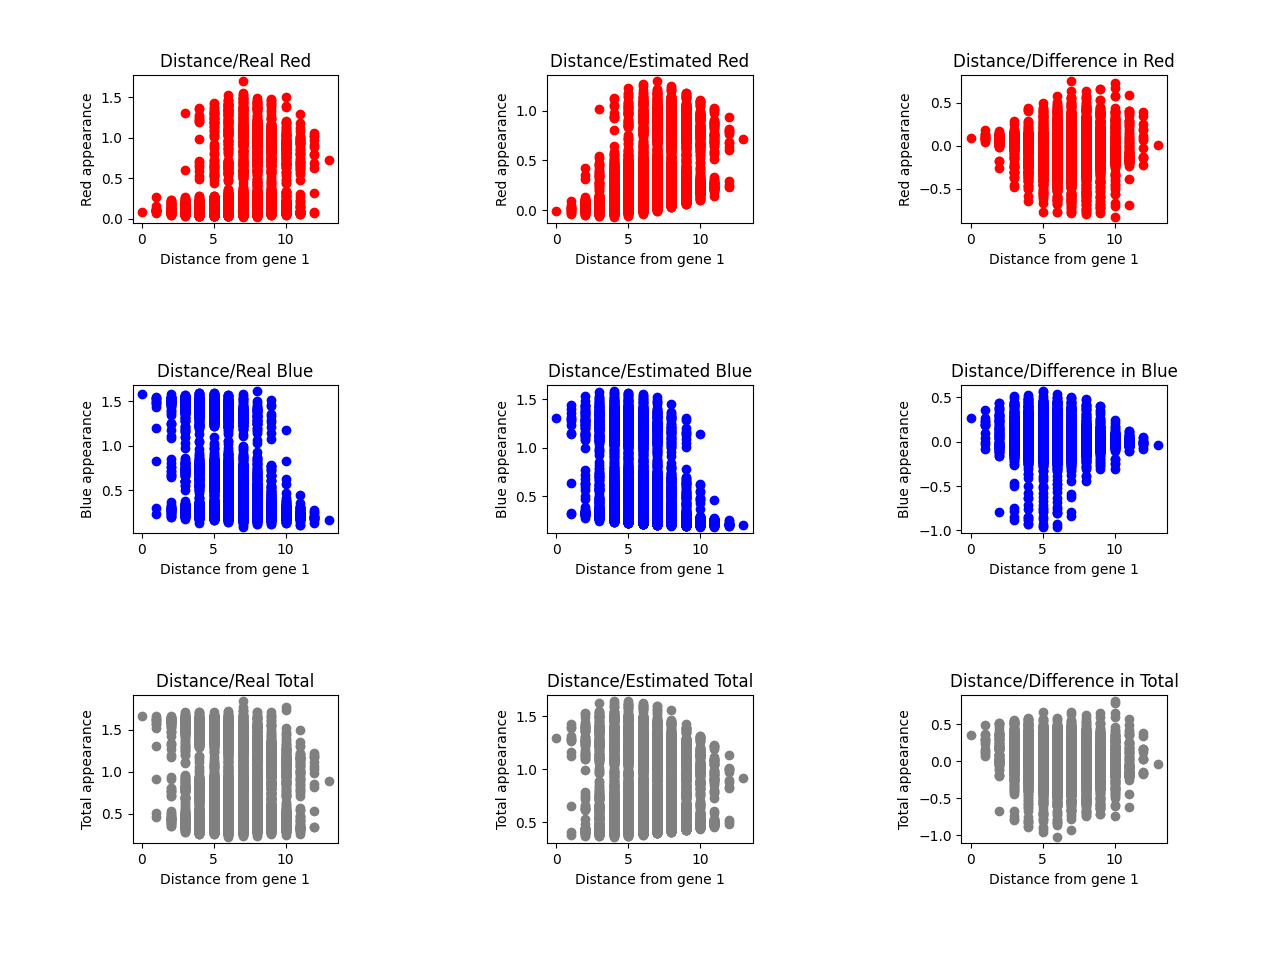 Distance/Real Red
Red appearance
1.5
1.0
0.5
0.0
0 5 10
Distance from gene 1
Distance/Estimated Red
Red appearance
1.0
0.5
0.0
0 5 10
Distance from gene 1
Distance/Difference in Red
Red appearance
0.5
0.0
−0.5
0 5 10
Distance from gene 1
Distance/Real Blue
Blue appearance
1.5
1.0
0.5
0 5 10
Distance from gene 1
Distance/Estimated Blue
Blue appearance
1.5
1.0
0.5
0 5 10
Distance from gene 1
Distance/Difference in Blue
Blue appearance
0.5
0.0
−0.5
−1.0
0 5 10
Distance from gene 1
Distance/Real Total
Total appearance
1.5
1.0
0.5
0 5 10
Distance from gene 1
Distance/Estimated Total
Total appearance
1.5
1.0
0.5
0 5 10
Distance from gene 1
Distance/Difference in Total
Total appearance
0.5
0.0
−0.5
−1.0
0 5 10
Distance from gene 1